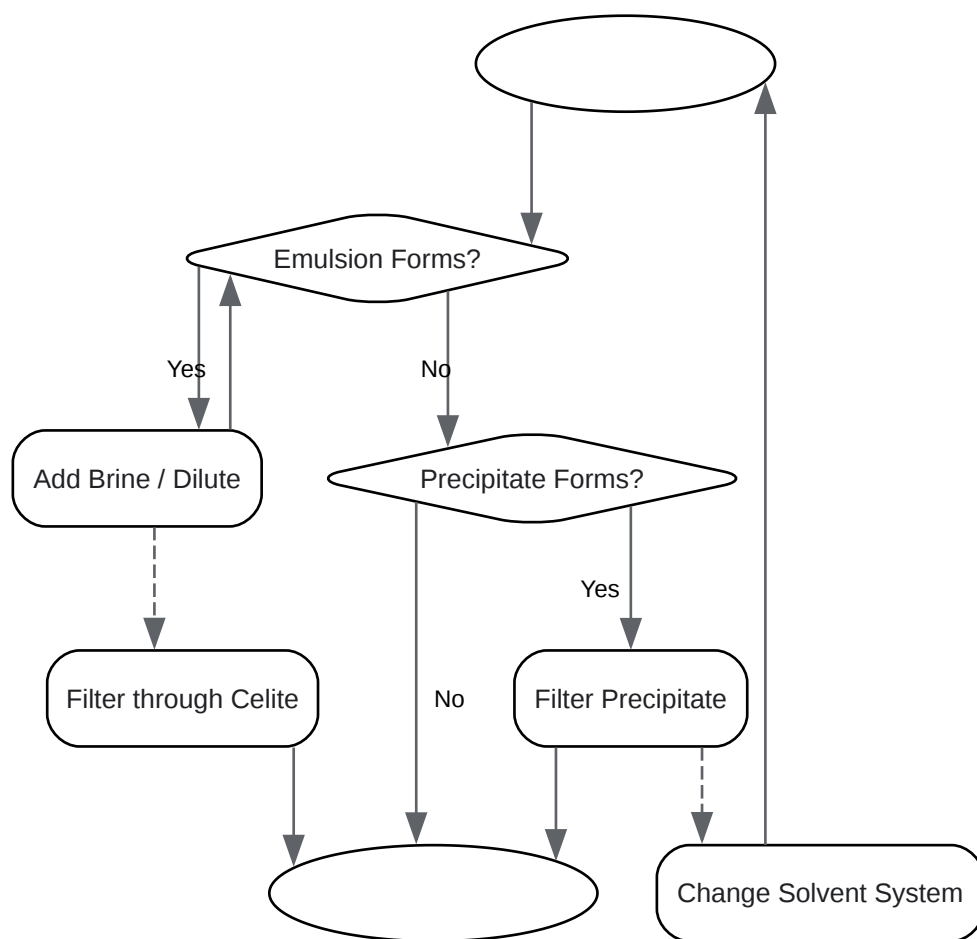 Emulsion Forms?
Yes
No
Add Brine / Dilute
Precipitate Forms?
Yes
Filter through Celite
No
Filter Precipitate
Change Solvent System